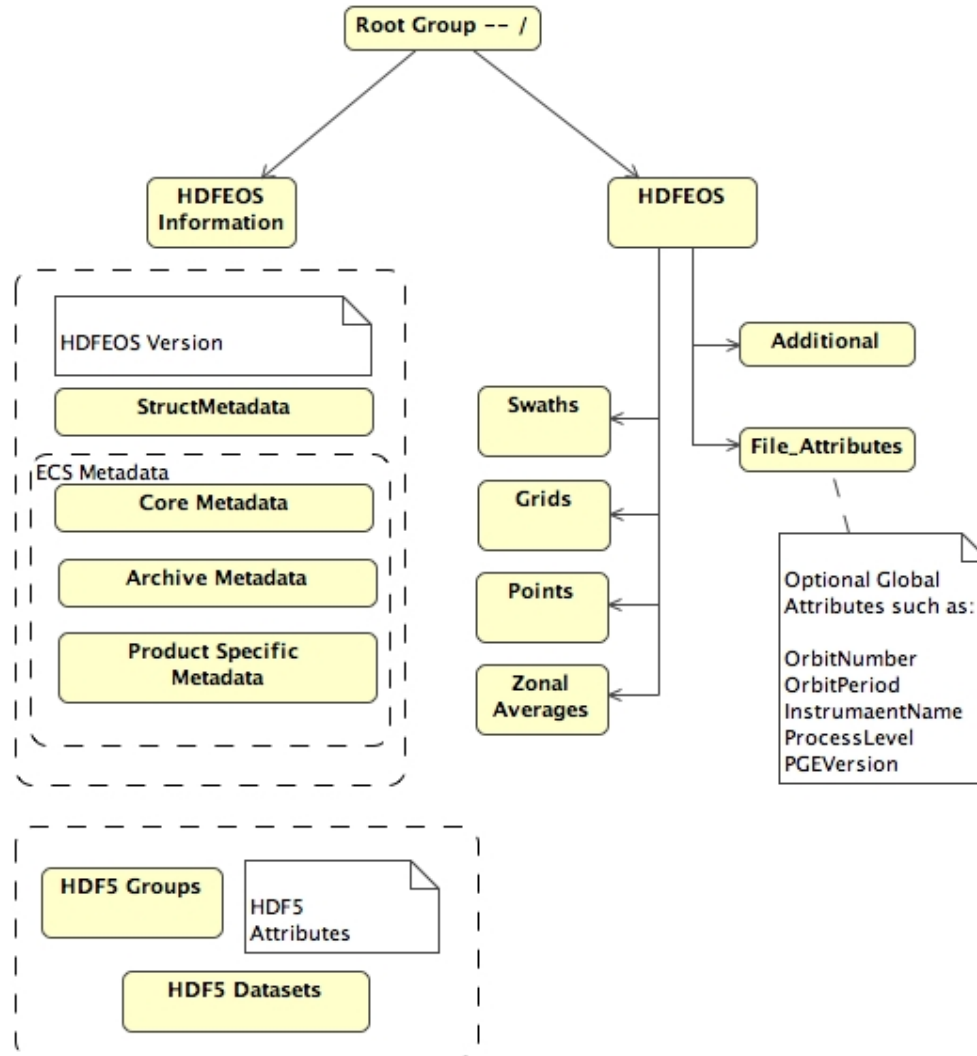 Root Group -- /
HDFEOS
Information
HDFEOS
HDFEOS Version
StructMetadata
ECS Metadata
Core Metadata
Archive Metadata
Product Specific
Metadata
Additional
File_Attributes
Swaths
Grids
Points
Zonal
Averages
Optional Global
Attributes such as:
OrbitNumber
OrbitPeriod
InstrumaentName
ProcessLevel
PGEVersion
HDF5 Groups
HDF5
Attributes
HDF5 Datasets